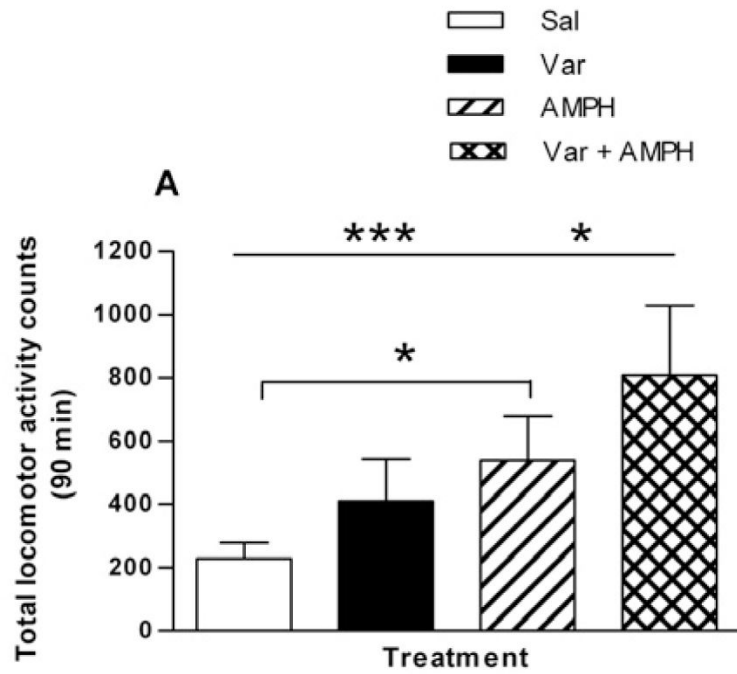 Sal
Var
AMPH
Var + AMPH
A
*** *
*
1200
1000
800
600
400
200
0
Total locomotor activity counts
(90 min)
Treatment